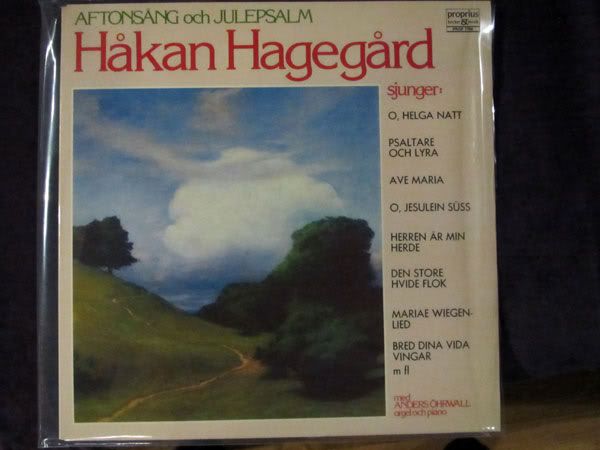 AFTONSÅNG och JULEPSALM
proprius
Håkan Hagegård
sjunger:
O, HELGA NATT
PSALTARE
OCH LYRA
AVE MARIA
O, JESULEIN SÜSS
HERREN ÄR MIN
HERDE
DEN STORE
HVIDE FLOK
MARIAE WIEGEN-
LIED
BRED DINA VIDA
VINGAR
m fl
med
ANDERS ÖHRWALL
orgel och piano